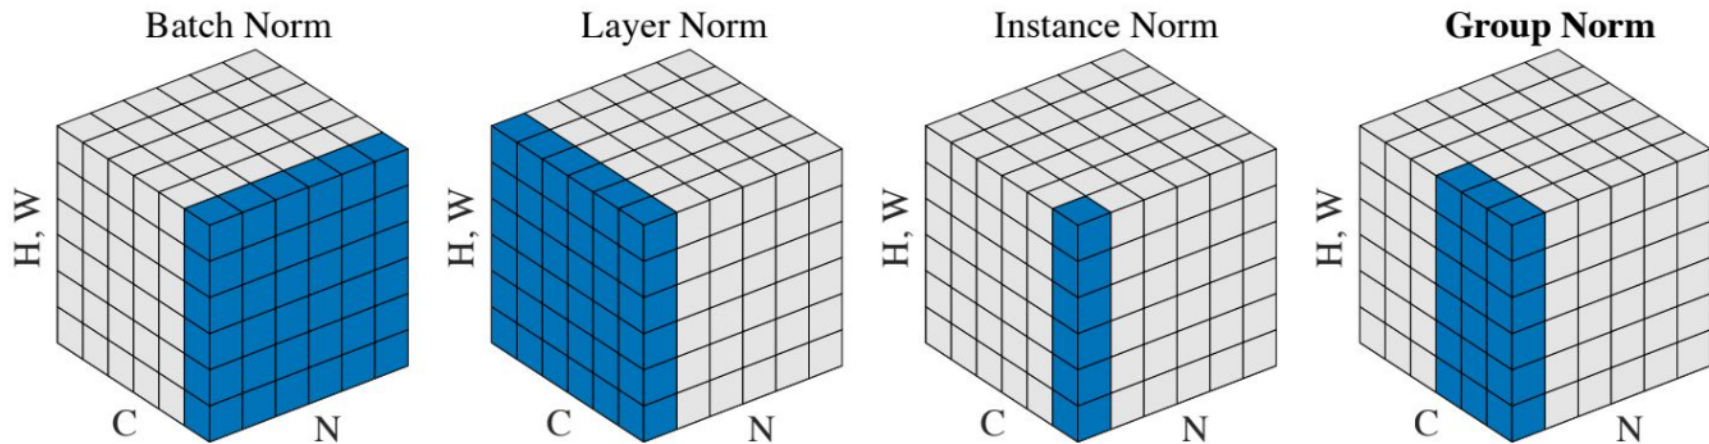 Batch Norm
Layer Norm
Instance Norm
Group Norm
H, W
C
N
H, W
C
N
H, W
C
N
H, W
C
N